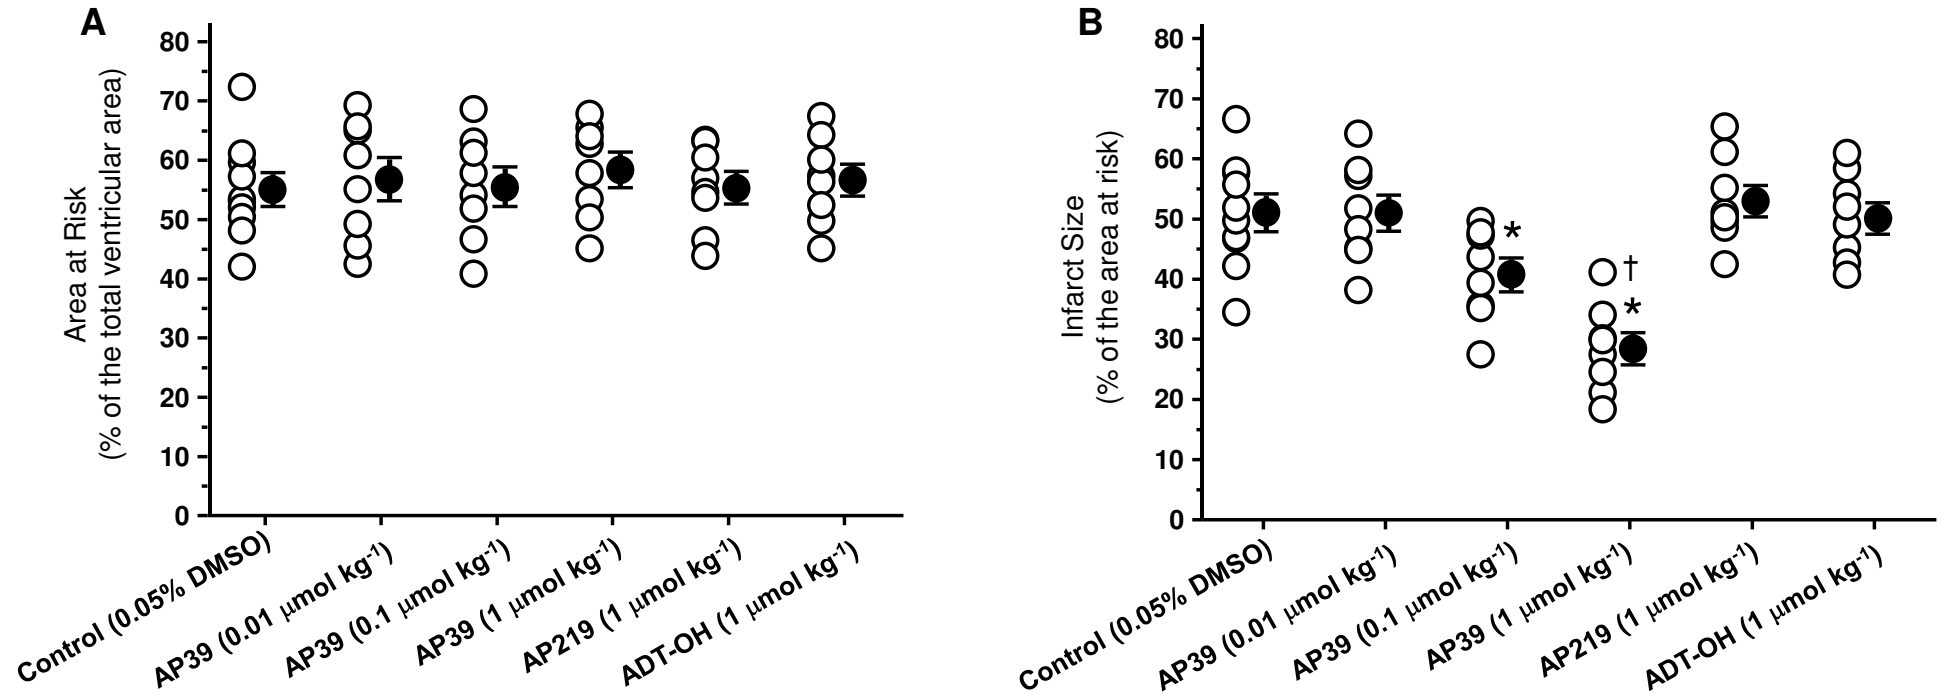 A
Area at Risk
(% of the total ventricular area)
80
70
60
50
40
30
20
10
0
Control (0.05% DMSO)
AP39 (0.01 μmol kg⁻¹)
AP39 (0.1 μmol kg⁻¹)
AP39 (1 μmol kg⁻¹)
AP219 (1 μmol kg⁻¹)
ADT-OH (1 μmol kg⁻¹)
B
Infarct Size
(% of the area at risk)
80
70
60
50
40
30
20
10
0
*
†
*
Control (0.05% DMSO)
AP39 (0.01 μmol kg⁻¹)
AP39 (0.1 μmol kg⁻¹)
AP39 (1 μmol kg⁻¹)
AP219 (1 μmol kg⁻¹)
ADT-OH (1 μmol kg⁻¹)